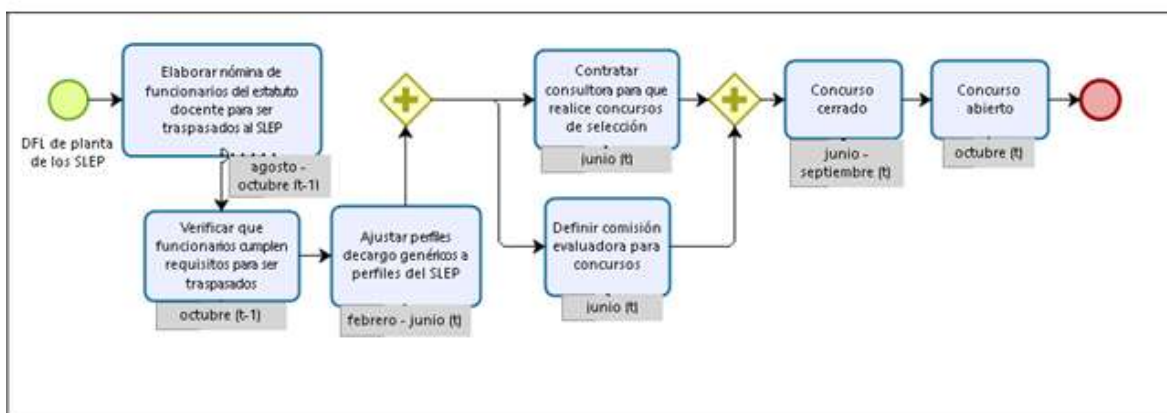 DFL de planta
de los SLEP
Elaborar nómina de
funcionarios del estatuto
docente para ser
traspasados al SLEP
agosto -
octubre (t-1)
Verificar que
funcionarios cumplen
requisitos para ser
traspasados
octubre (t-1)
Ajustar perfiles
decargo genéricos a
perfiles del SLEP
febrero - junio (t)
Contratar
consultora para que
realice concursos
de selección
junio (t)
Definir comisión
evaluadora para
concursos
junio (t)
Concurso
cerrado
junio -
septiembre (t)
Concurso
abierto
octubre (t)